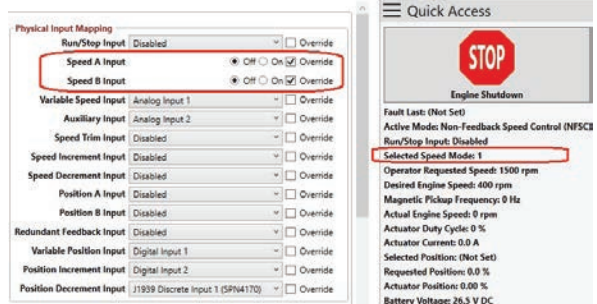 Physical Input Mapping
Run/Stop Input Disabled Override
Speed A Input Off On Override
Speed B Input Off On Override
Variable Speed Input Analog Input 1 Override
Auxiliary Input Analog Input 2 Override
Speed Trim Input Disabled Override
Speed Increment Input Disabled Override
Speed Decrement Input Disabled Override
Position A Input Disabled Override
Position B Input Disabled Override
Redundant Feedback Input Disabled Override
Variable Position Input Digital Input 1 Override
Position Increment Input Digital Input 2 Override
Position Decrement Input J1939 Discrete Input 1 (SPN4170) Override
Quick Access
STOP
Engine Shutdown
Fault Last: (Not Set)
Active Mode: Non-Feedback Speed Control (NFSC)
Run/Stop Input: Disabled
Selected Speed Mode: 1
Operator Requested Speed: 1500 rpm
Desired Engine Speed: 400 rpm
Magnetic Pickup Frequency: 0 Hz
Actual Engine Speed: 0 rpm
Actuator Duty Cycle: 0 %
Actuator Current: 0.0 A
Selected Position: (Not Set)
Requested Position: 0.0 %
Actuator Position: 0.00 %
Battery Voltage: 26.5 V DC